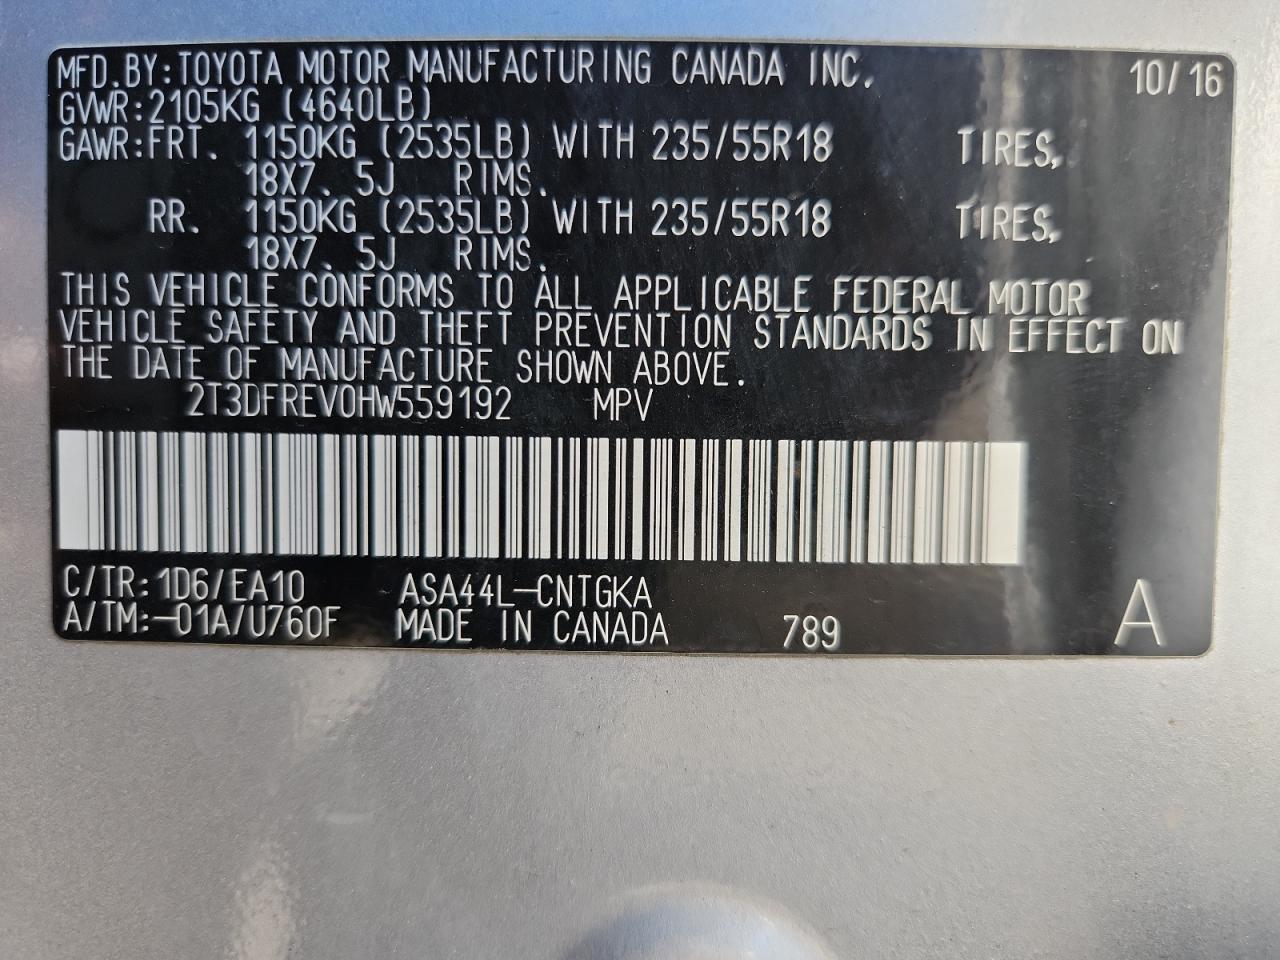 MFD.BY:TOYOTA MOTOR MANUFACTURING CANADA INC. 10/16
GVWR:2105KG (4640LB)
GAWR:FRT. 1150KG (2535LB) WITH 235/55R18 TIRES,
18X7.5J RIMS.
RR. 1150KG (2535LB) WITH 235/55R18 TIRES,
18X7.5J RIMS.
THIS VEHICLE CONFORMS TO ALL APPLICABLE FEDERAL MOTOR
VEHICLE SAFETY AND THEFT PREVENTION STANDARDS IN EFFECT ON
THE DATE OF MANUFACTURE SHOWN ABOVE.
2T3DFREV0HW559192 MPV
C/TR:1D6/EA10 ASA44L-CNTGKA A
A/TM:-01A/U760F MADE IN CANADA 789